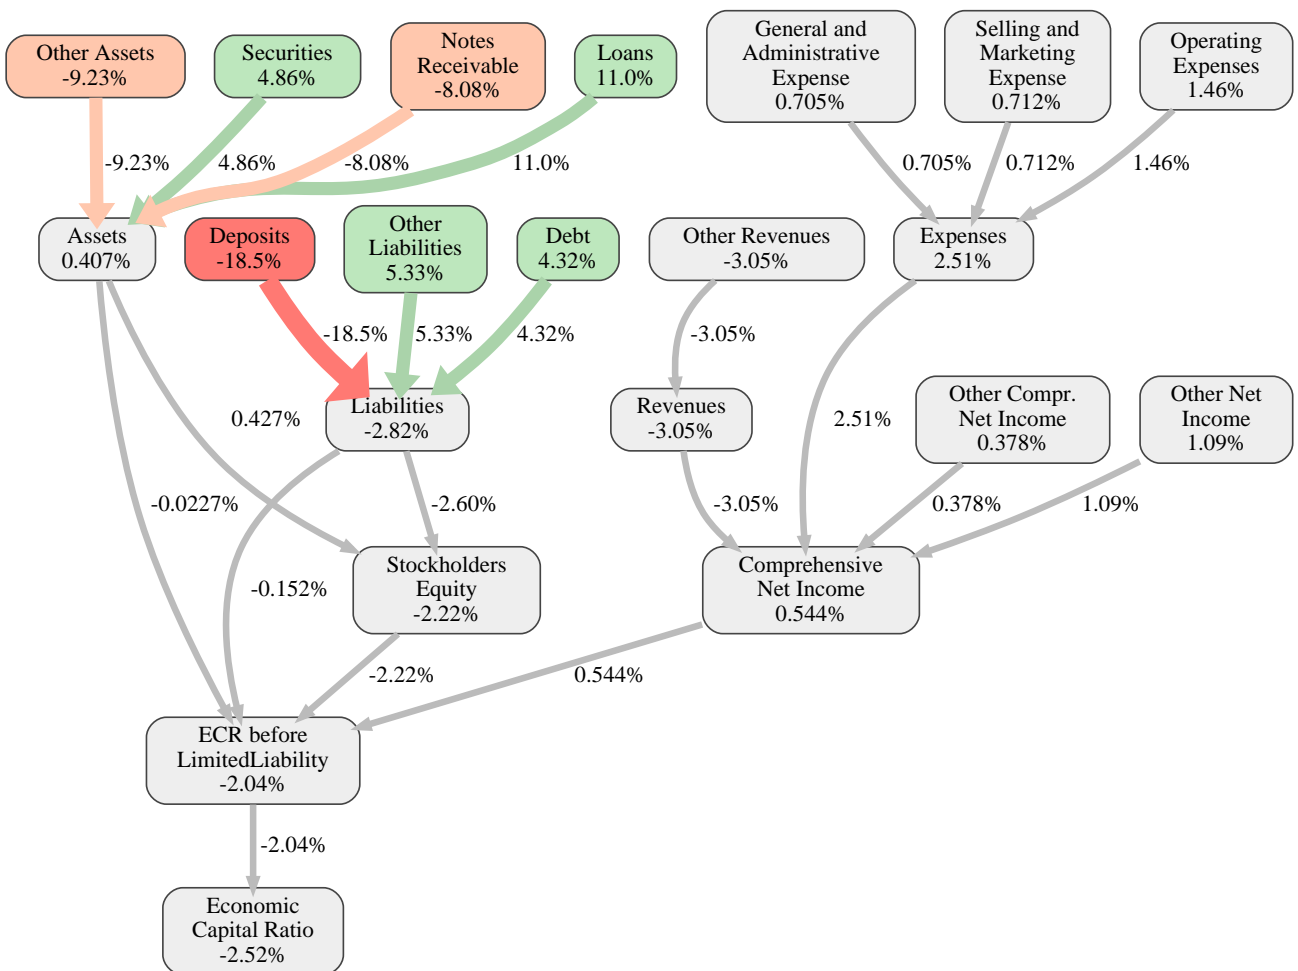 Other Assets
-9.23%
Securities
4.86%
Notes
Receivable
-8.08%
Loans
11.0%
General and
Administrative
Expense
0.705%
Selling and
Marketing
Expense
0.712%
Operating
Expenses
1.46%
-9.23%
4.86%
-8.08%
11.0%
0.705%
0.712%
1.46%
Assets
0.407%
Deposits
-18.5%
Other
Liabilities
5.33%
Debt
4.32%
Other Revenues
-3.05%
Expenses
2.51%
-18.5%
5.33%
4.32%
-3.05%
0.427%
Liabilities
-2.82%
Revenues
-3.05%
2.51%
Other Compr.
Net Income
0.378%
Other Net
Income
1.09%
-0.0227%
-2.60%
-3.05%
0.378%
1.09%
-0.152%
Stockholders
Equity
-2.22%
Comprehensive
Net Income
0.544%
-2.22%
0.544%
ECR before
LimitedLiability
-2.04%
-2.04%
Economic
Capital Ratio
-2.52%